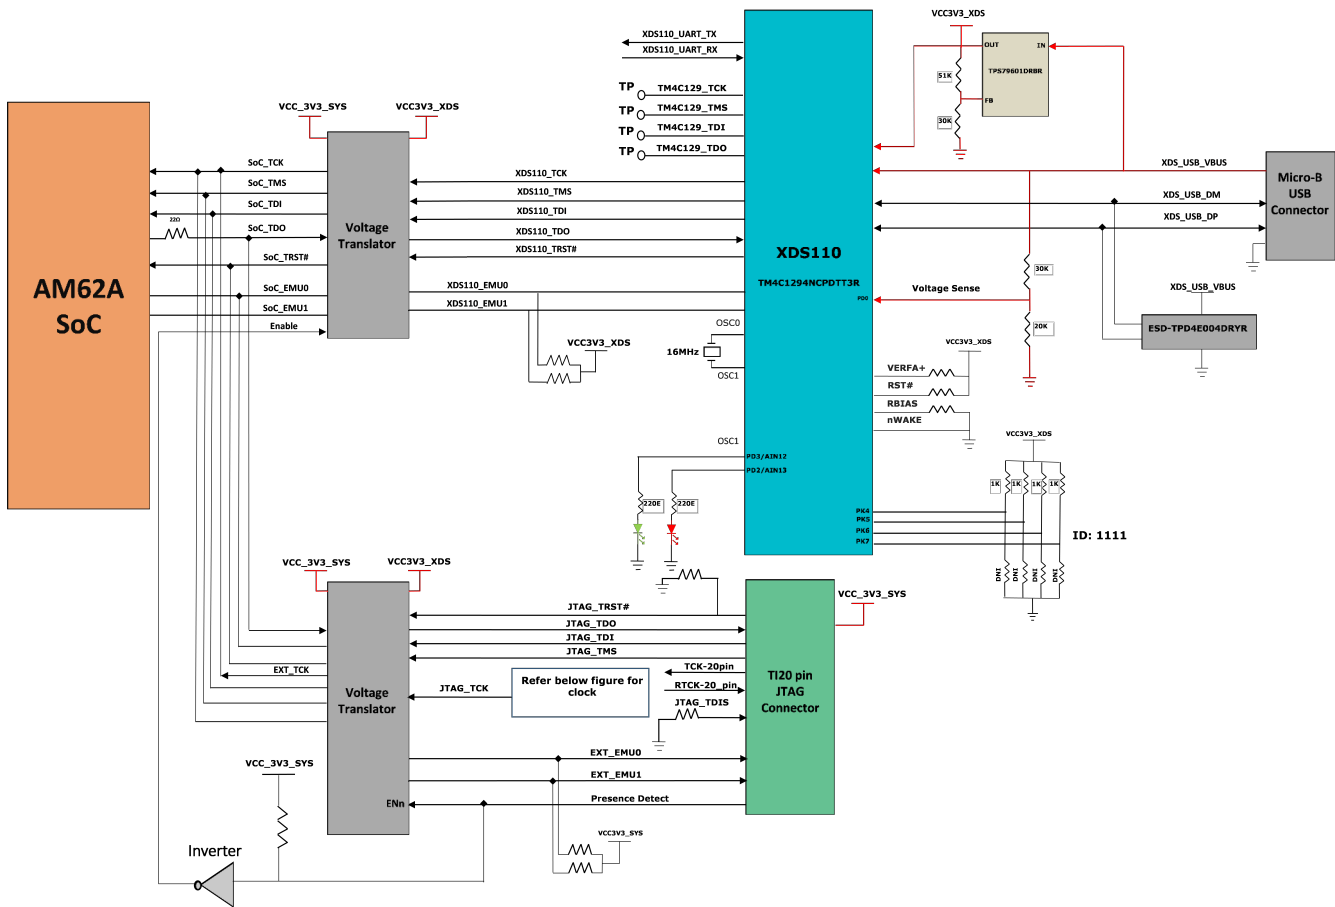 VCC3V3_XDS
XDS110_UART_TX
XDS110_UART_RX
OUT
IN
TPS79601DRBR
FB
51K
30K
TP
TM4C129_TCK
TP
TM4C129_TMS
TP
TM4C129_TDI
TP
TM4C129_TDO
VCC_3V3_SYS
VCC3V3_XDS
AM62A
SoC
SoC_TCK
SoC_TMS
SoC_TDI
22Ω
SoC_TDO
SoC_TRST#
SoC_EMU0
SoC_EMU1
Enable
Voltage
Translator
XDS110_TCK
XDS110_TMS
XDS110_TDI
XDS110_TDO
XDS110_TRST#
XDS110_EMU0
XDS110_EMU1
VCC3V3_XDS
OSC0
16MHz
OSC1
OSC1
XDS110
TM4C1294NCPDTT3R
PD0
PD3/AIN12
PD2/AIN13
PK4
PK5
PK6
PK7
220E
220E
XDS_USB_VBUS
XDS_USB_DM
XDS_USB_DP
Micro-B
USB
Connector
30K
Voltage Sense
20K
XDS_USB_VBUS
ESD-TPD4E004DRYR
VCC3V3_XDS
VERFA+
RST#
RBIAS
nWAKE
VCC3V3_XDS
1K
1K
1K
1K
ID: 1111
DNI
DNI
DNI
DNI
VCC_3V3_SYS
VCC3V3_XDS
EXT_TCK
Voltage
Translator
ENn
JTAG_TRST#
JTAG_TDO
JTAG_TDI
JTAG_TMS
JTAG_TCK
Refer below figure for
clock
TCK-20pin
RTCK-20_pin
JTAG_TDIS
EXT_EMU0
EXT_EMU1
Presence Detect
VCC_3V3_SYS
TI20 pin
JTAG
Connector
VCC_3V3_SYS
Inverter
VCC3V3_SYS